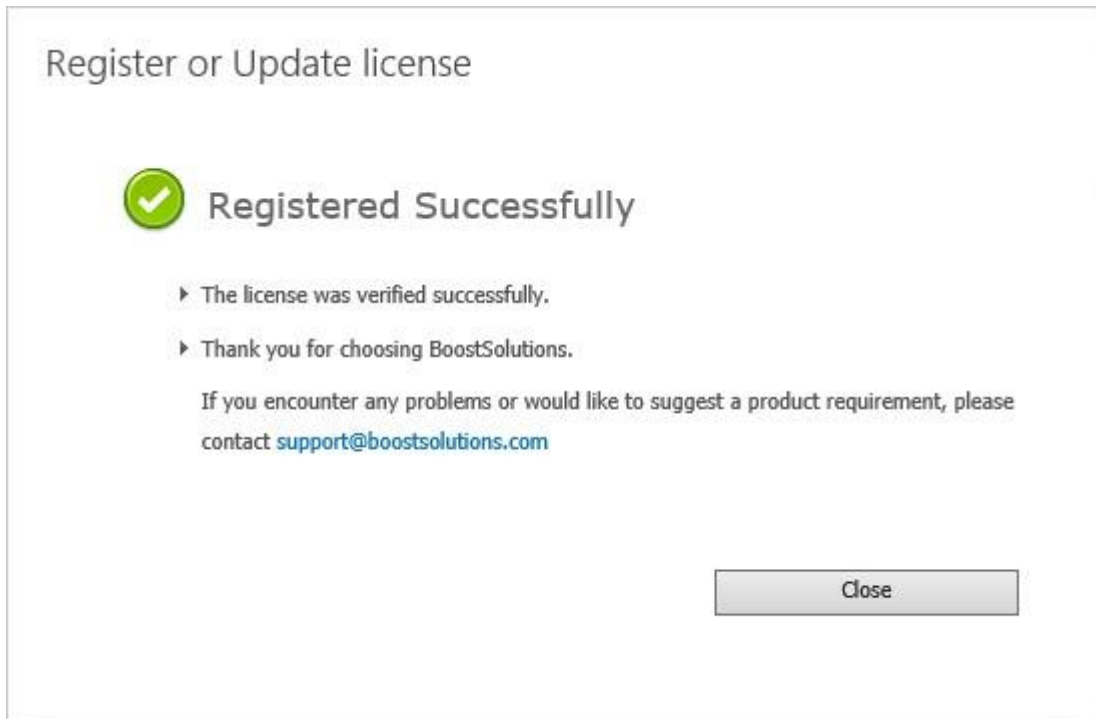 Register or Update license
Registered Successfully
The license was verified successfully.
Thank you for choosing BoostSolutions.
If you encounter any problems or would like to suggest a product requirement, please
contact support@boostsolutions.com
Close